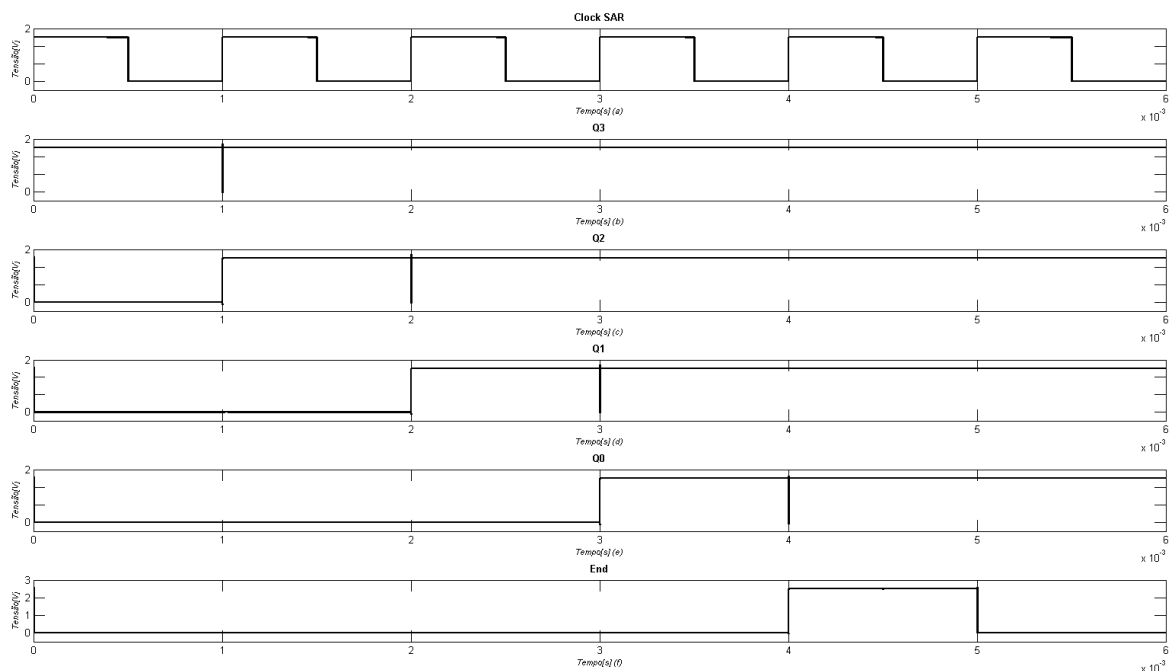 Clock SAR
Tensão[V]
2
1
0
0 1 2 3 4 5 6
Tempo[s] (a)
x 10⁻³
Q3
Tensão[V]
2
1
0
0 1 2 3 4 5 6
Tempo[s] (b)
x 10⁻³
Q2
Tensão[V]
2
0
0 1 2 3 4 5 6
Tempo[s] (c)
x 10⁻³
Q1
Tensão[V]
2
0
0 1 2 3 4 5 6
Tempo[s] (d)
x 10⁻³
Q0
Tensão[V]
2
0
0 1 2 3 4 5 6
Tempo[s] (e)
x 10⁻³
End
Tensão[V]
3
2
1
0
0 1 2 3 4 5 6
Tempo[s] (f)
x 10⁻³